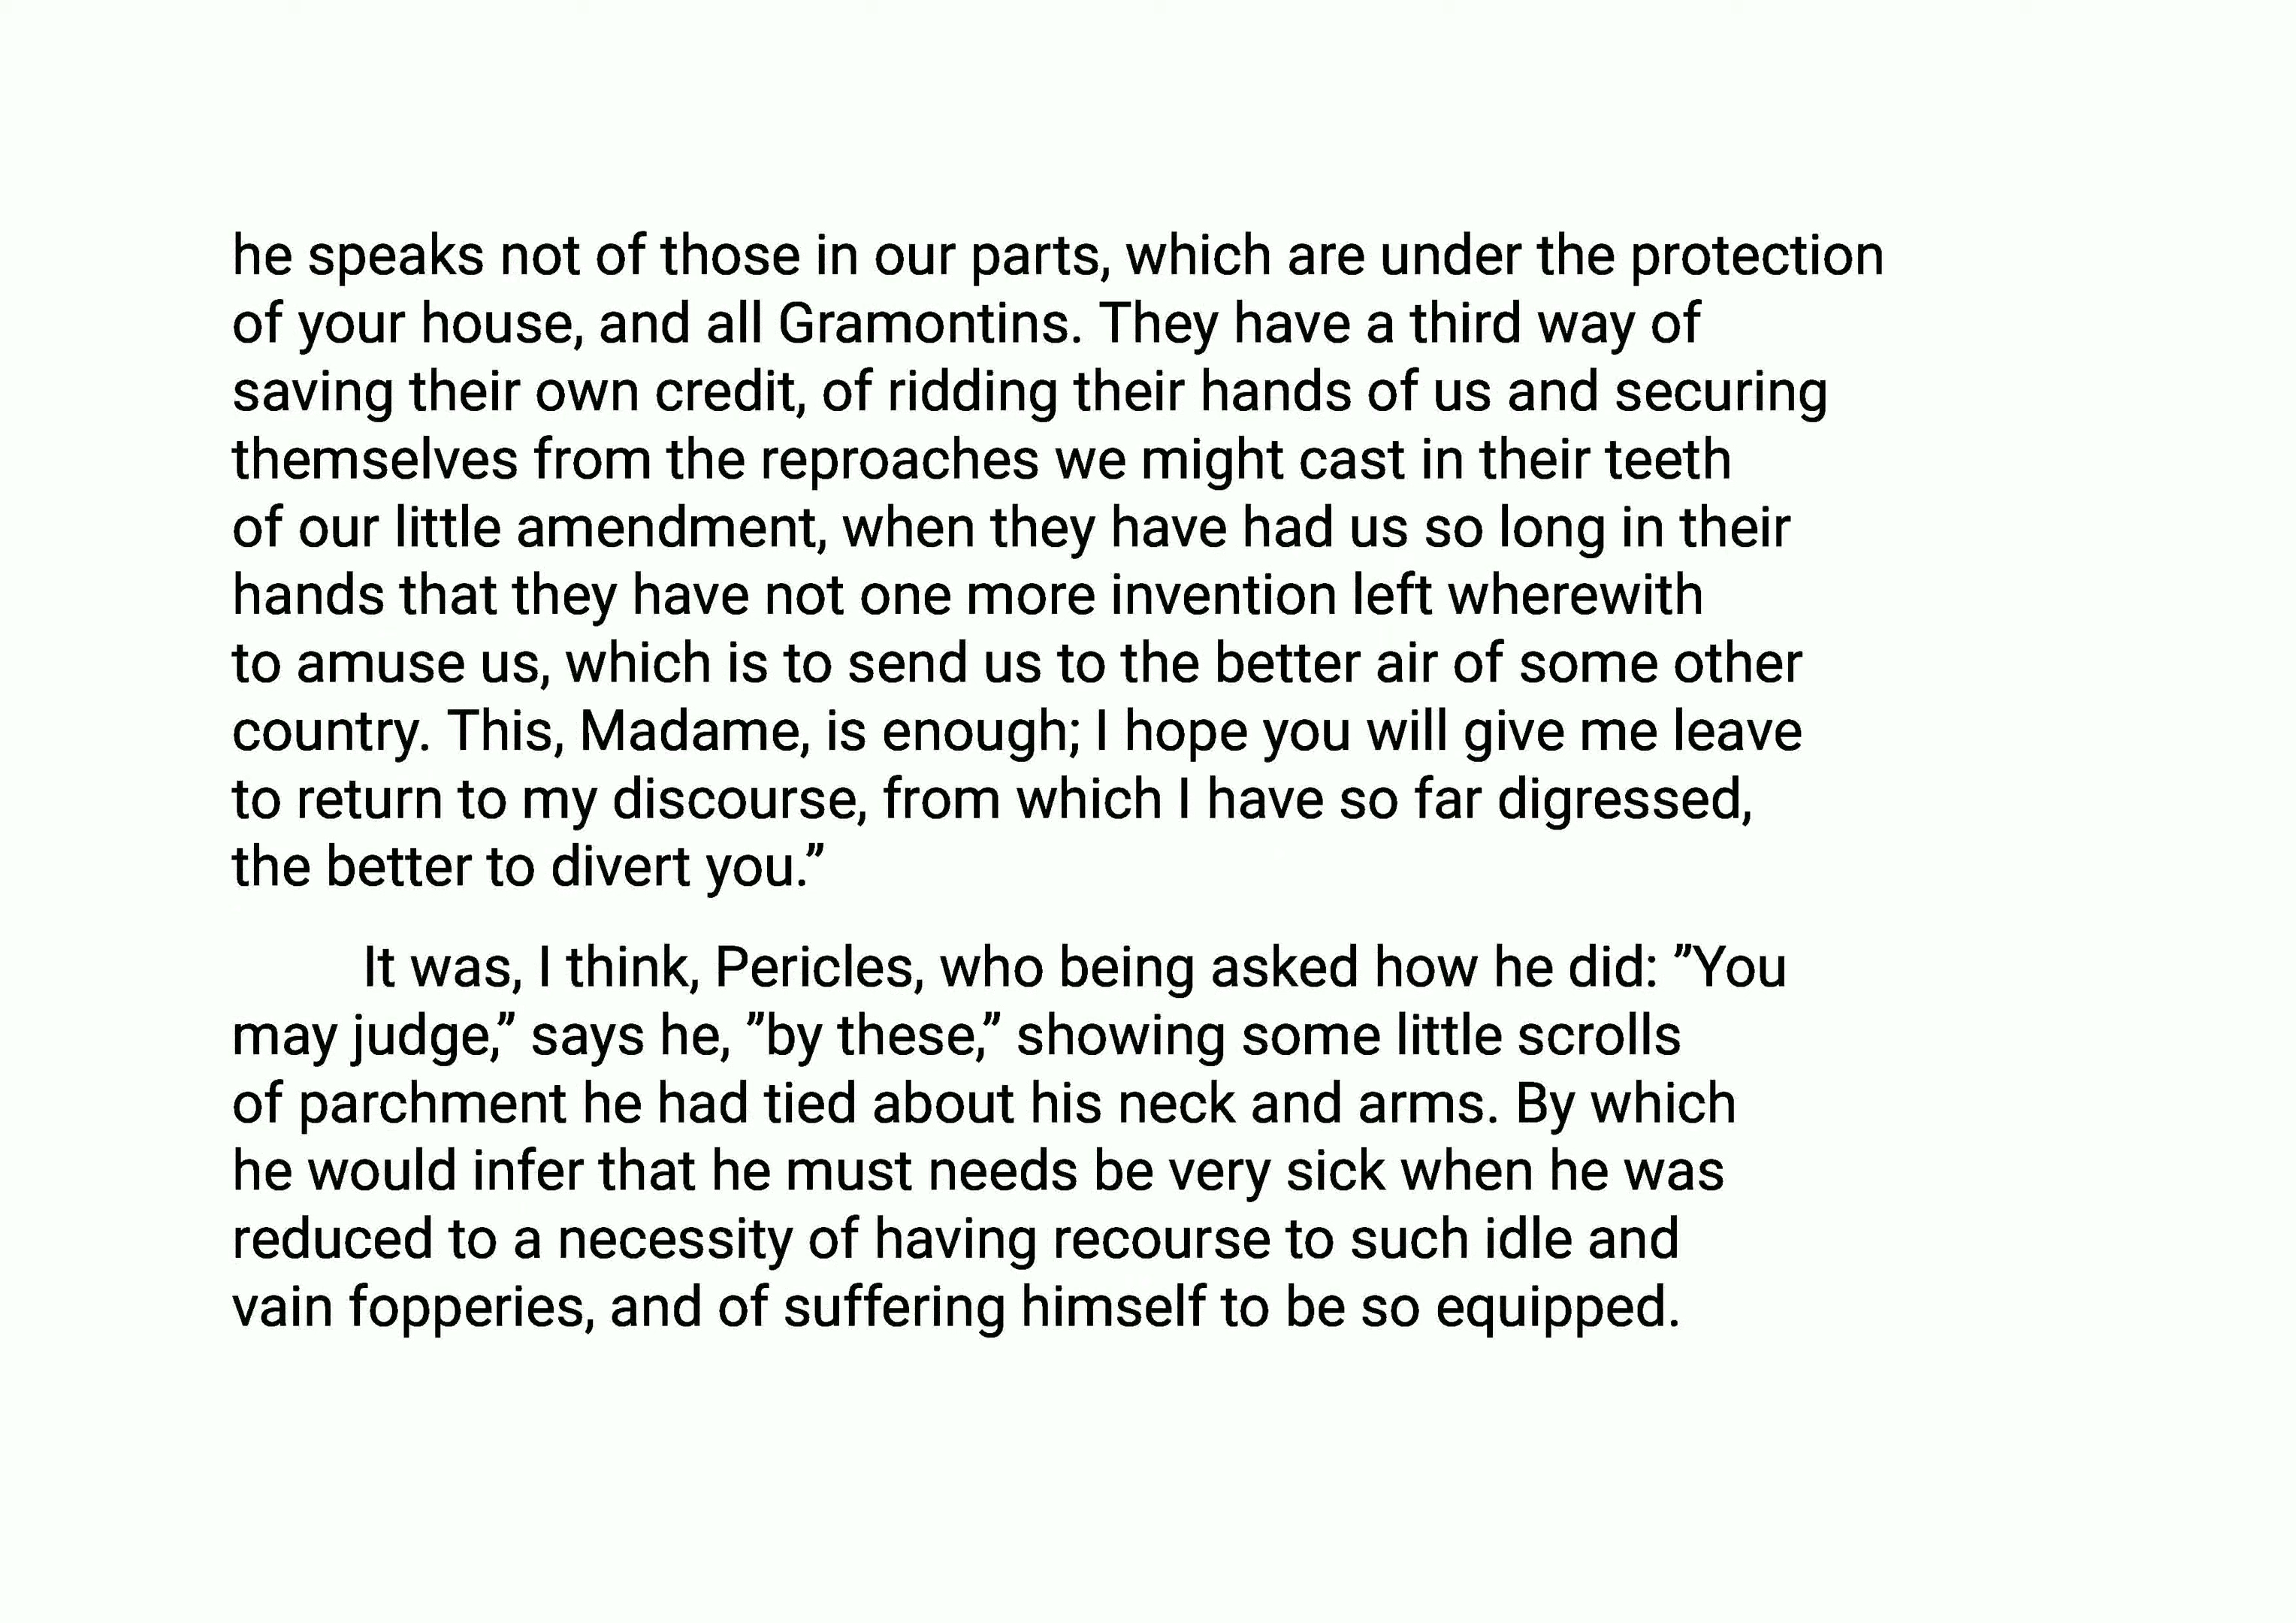 he speaks not of those in our parts, which are under the protection
of your house, and all Gramontins. They have a third way of
saving their own credit, of ridding their hands of us and securing
themselves from the reproaches we might cast in their teeth
of our little amendment, when they have had us so long in their
hands that they have not one more invention left wherewith
to amuse us, which is to send us to the better air of some other
country. This, Madame, is enough; I hope you will give me leave
to return to my discourse, from which I have so far digressed,
the better to divert you.”
It was, I think, Pericles, who being asked how he did: ”You
may judge,” says he, ”by these,” showing some little scrolls
of parchment he had tied about his neck and arms. By which
he would infer that he must needs be very sick when he was
reduced to a necessity of having recourse to such idle and
vain fopperies, and of suffering himself to be so equipped.